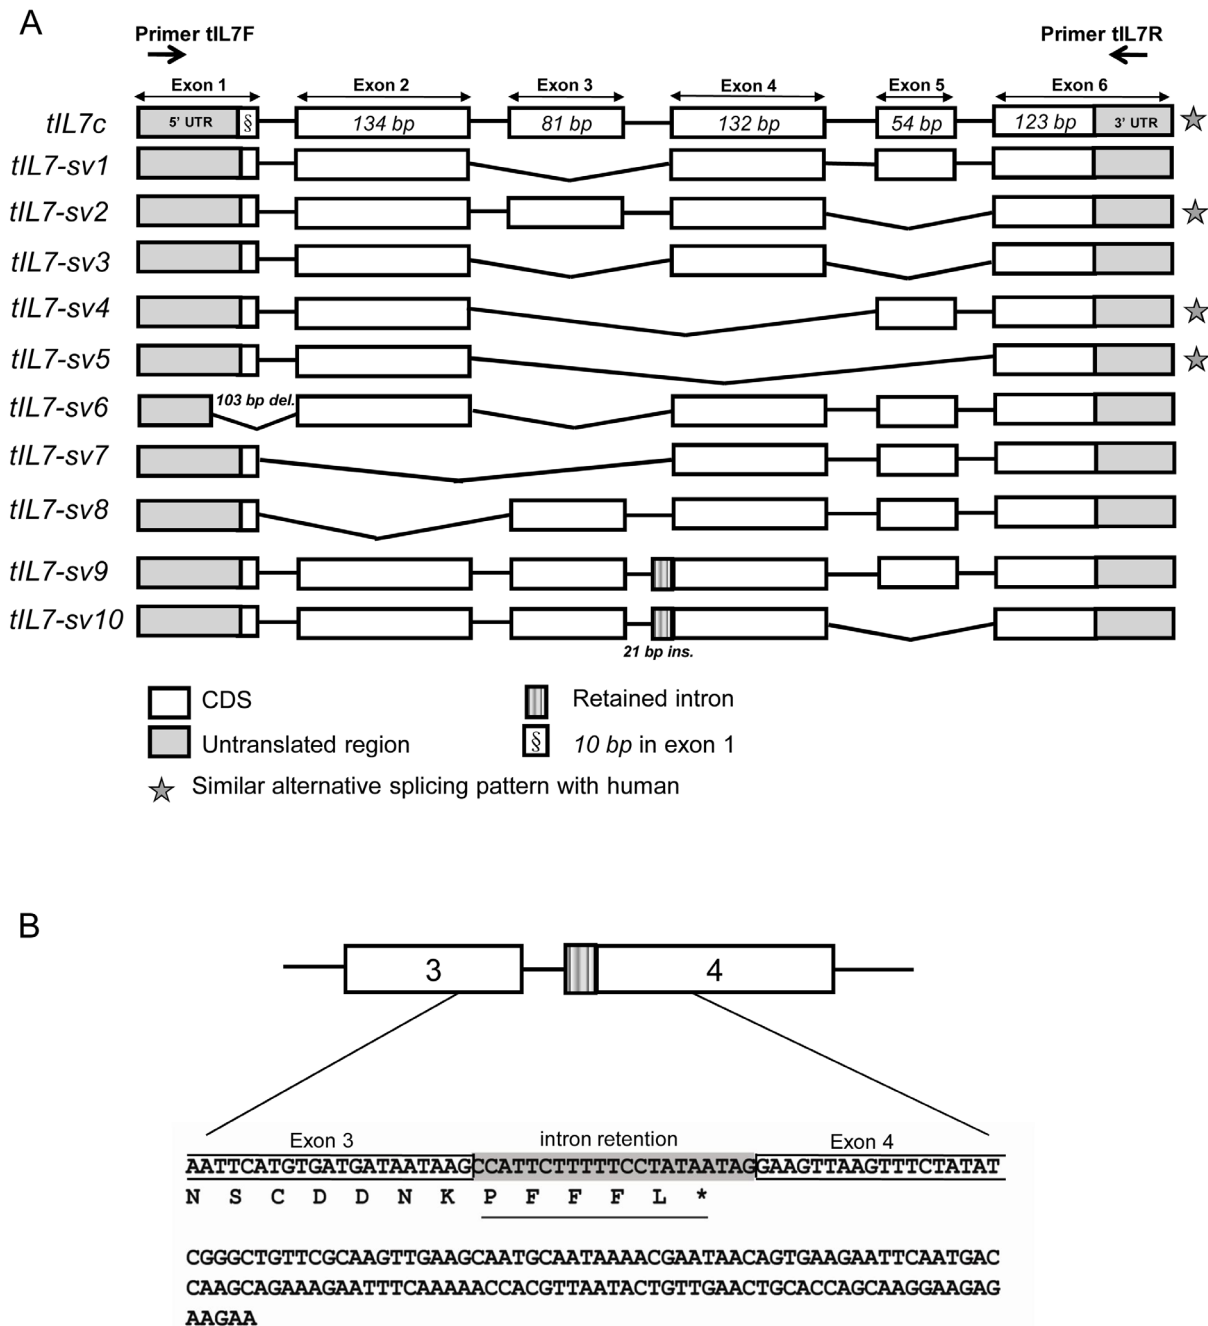 A
Primer tIL7F Primer tIL7R
Exon 1 Exon 2 Exon 3 Exon 4 Exon 5 Exon 6
tIL7c 5' UTR § 134 bp 81 bp 132 bp 54 bp 123 bp 3' UTR
tIL7-sv1
tIL7-sv2
tIL7-sv3
tIL7-sv4
tIL7-sv5
tIL7-sv6 103 bp del.
tIL7-sv7
tIL7-sv8
tIL7-sv9
tIL7-sv10
21 bp ins.
CDS Retained intron
Untranslated region § 10 bp in exon 1
Similar alternative splicing pattern with human
B
3 4
Exon 3 intron retention Exon 4
AATTCATGTGATGATAATAAGCCATTCTTTTTCCTATAATAGGAAGTTAAGTTTCTATAT
N S C D D N K P F F F L *
CGGGCTGTTCGCAAGTTGAAGCAATGCAATAAAACGAATAACAGTGAAGAATTCAATGAC
CAAGCAGAAAGAATTTCAAAAACCACGTTAATACTGTTGAACTGCACCAGCAAGGAAGAG
AAGAA